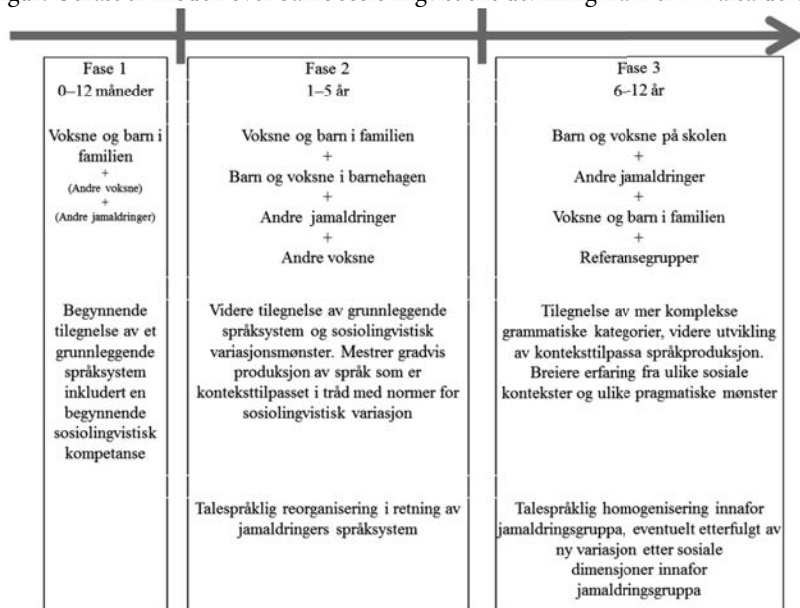 Fase 1
0–12 måneder
Voksne og barn i
familien
+
(Andre voksne)
+
(Andre jamaldringer)
Begynnende
tilegnelse av et
grunnleggende
språksystem
inkludert en
begynnende
sosiolingvistisk
kompetanse
Fase 2
1–5 år
Voksne og barn i familien
+
Barn og voksne i barnehagen
+
Andre jamaldringer
+
Andre voksne
Videre tilegnelse av grunnleggende
språksystem og sosiolingvistisk
variasjonsmønster. Mestrer gradvis
produksjon av språk som er
konteksttilpasset i tråd med normer for
sosiolingvistisk variasjon
Talespråklig reorganisering i retning av
jamaldringers språksystem
Fase 3
6–12 år
Barn og voksne på skolen
+
Andre jamaldringer
+
Voksne og barn i familien
+
Referansegrupper
Tilegnelse av mer komplekse
grammatiske kategorier, videre utvikling
av konteksttilpassa språkproduksjon.
Breiere erfaring fra ulike sosiale
kontekster og ulike pragmatiske mønster
Talespråklig homogenisering innafor
jamaldringsgruppa, eventuelt etterfulgt av
ny variasjon etter sosiale
dimensjoner innafor
jamaldringsgruppa